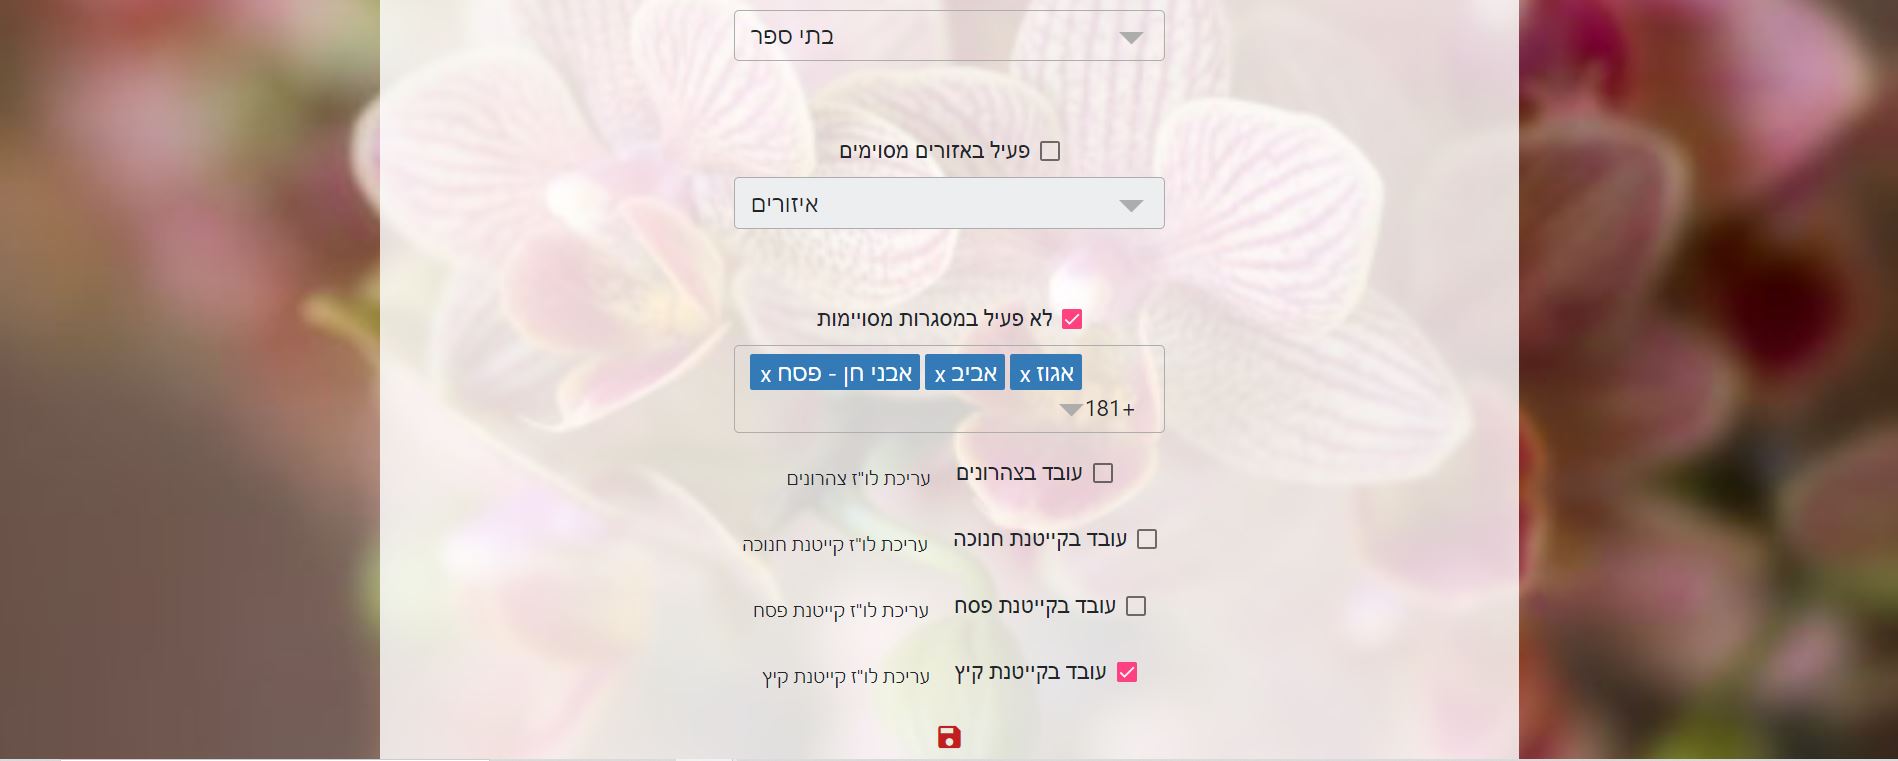 בתי ספר
פעיל באזורים מסוימים
איזורים
לא פעיל במסגרות מסויימות
אגוז x אביב x אבני חן - פסח x
181+
עובד בצהרונים עריכת לו"ז צהרונים
עובד בקייטנת חנוכה עריכת לו"ז קייטנת חנוכה
עובד בקייטנת פסח עריכת לו"ז קייטנת פסח
עובד בקייטנת קיץ עריכת לו"ז קייטנת קיץ